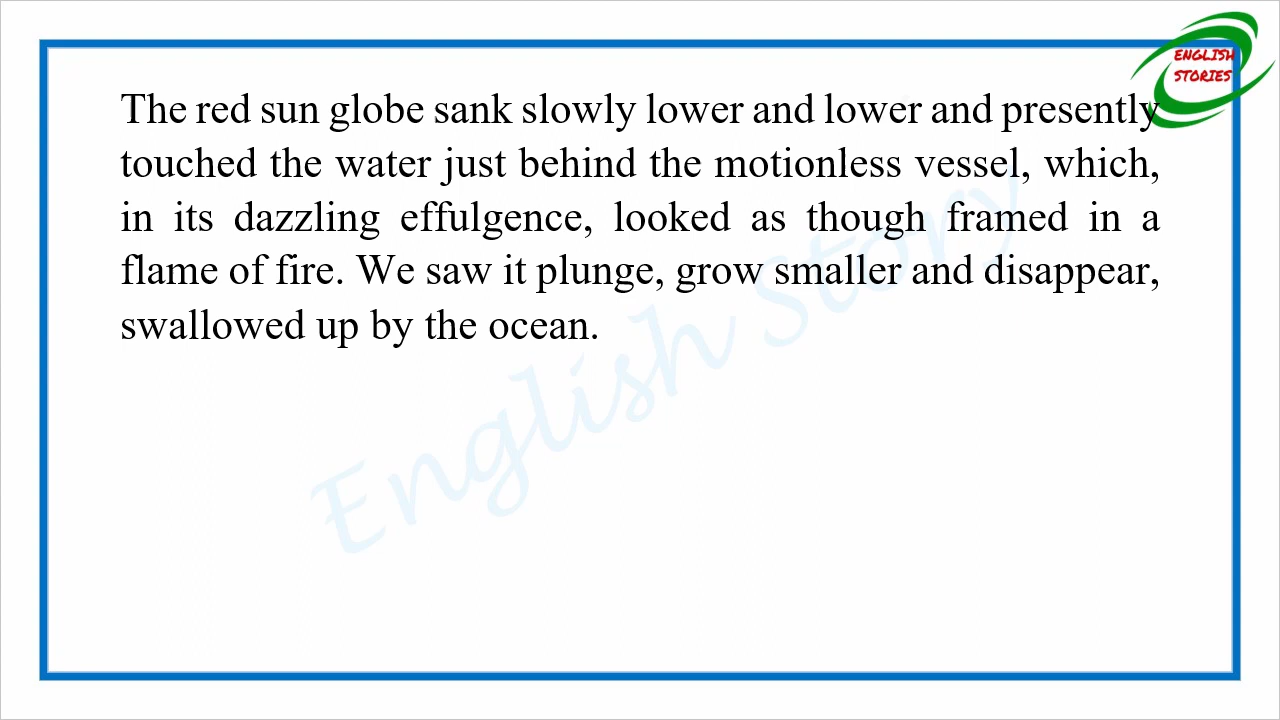 ENGLISH
STORIES
The red sun globe sank slowly lower and lower and presently
touched the water just behind the motionless vessel, which,
in its dazzling effulgence, looked as though framed in a
flame of fire. We saw it plunge, grow smaller and disappear,
swallowed up by the ocean.
English Story